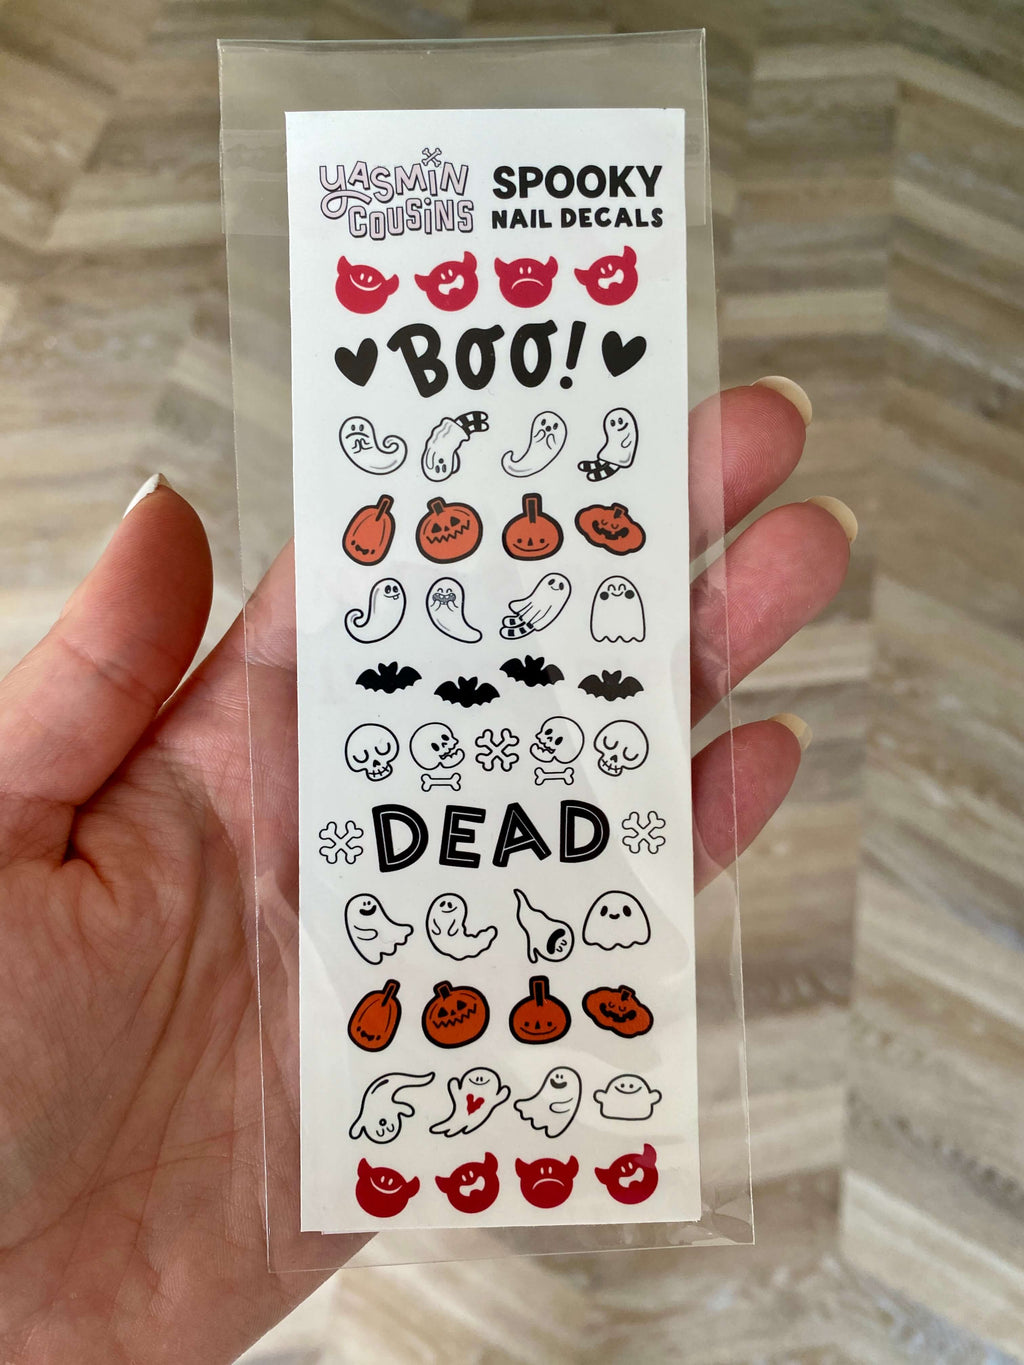 YASMIN
COUSINS
SPOOKY
NAIL DECALS
BOO!
DEAD